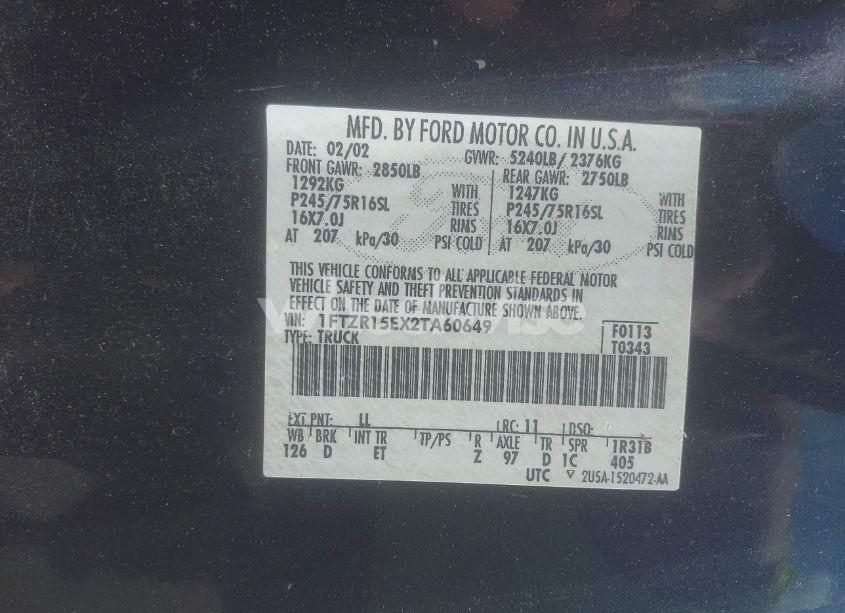 MFD. BY FORD MOTOR CO. IN U.S.A.
DATE: 02/02 GVWR: 5240LB/ 2376KG
FRONT GAWR: 2850LB REAR GAWR: 2750LB
1292KG WITH 1247KG WITH
P245/75R16SL TIRES P245/75R16SL TIRES
16X7.0J RIMS 16X7.0J RIMS
AT 207 kPa/30 PSI COLD AT 207 kPa/30 PSI COLD
THIS VEHICLE CONFORMS TO ALL APPLICABLE FEDERAL MOTOR
VEHICLE SAFETY AND THEFT PREVENTION STANDARDS IN
EFFECT ON THE DATE OF MANUFACTURE SHOWN ABOVE.
VIN: 1FTZR15EX2TA60649 F0113
TYPE: TRUCK T0343
EXT PNT: LL RC: 11 DSO:
WB BRK INT TR TP/PS R AXLE TR SPR 1R31B
126 D ET Z 97 D 1C 405
UTC ▽ 2U5A-1520472-AA